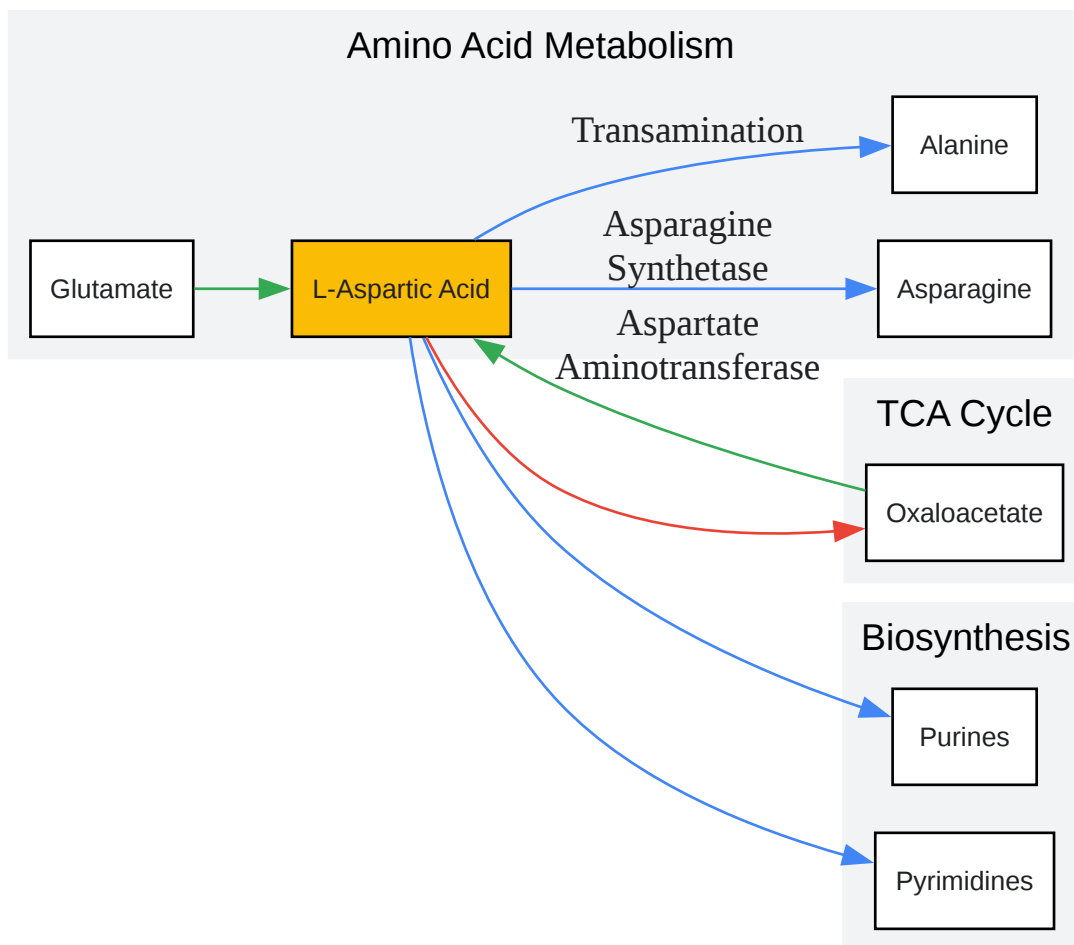 Amino Acid Metabolism
Transamination
Alanine
Asparagine
Synthetase
Glutamate
L-Aspartic Acid
Asparagine
Aspartate
Aminotransferase
TCA Cycle
Oxaloacetate
Biosynthesis
Purines
Pyrimidines